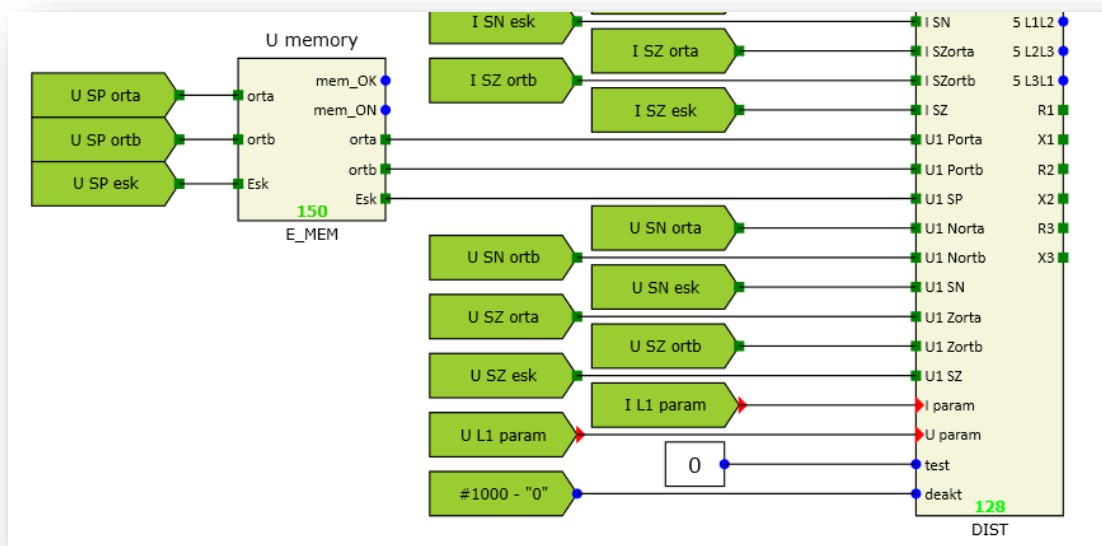 I SN esk
I SN
5 L1L2
U memory
I SZ orta
I SZorta
5 L2L3
mem_OK
I SZ ortb
I SZortb
5 L3L1
U SP orta
orta
mem_ON
I SZ esk
I SZ
R1
U SP ortb
ortb
orta
U1 Porta
X1
ortb
U1 Portb
R2
U SP esk
Esk
Esk
U1 SP
X2
150
E_MEM
U SN orta
U1 Norta
R3
U SN ortb
U1 Nortb
X3
U SN esk
U1 SN
U SZ orta
U1 Zorta
U SZ ortb
U1 Zortb
U SZ esk
U1 SZ
I L1 param
I param
U L1 param
U param
0
test
#1000 - "0"
deakt
128
DIST